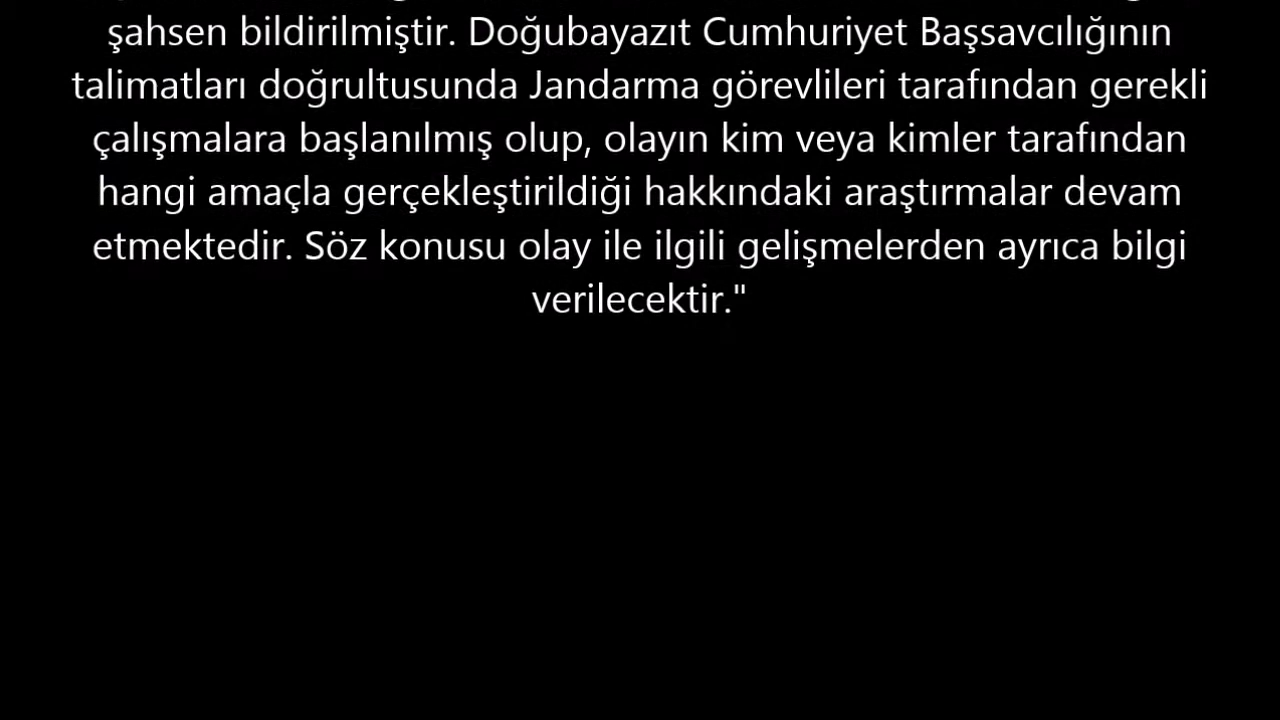 şahsen bildirilmiştir. Doğubayazıt Cumhuriyet Başsavcılığının
talimatları doğrultusunda Jandarma görevlileri tarafından gerekli
çalışmalara başlanılmış olup, olayın kim veya kimler tarafından
hangi amaçla gerçekleştirildiği hakkındaki araştırmalar devam
etmektedir. Söz konusu olay ile ilgili gelişmelerden ayrıca bilgi
verilecektir."